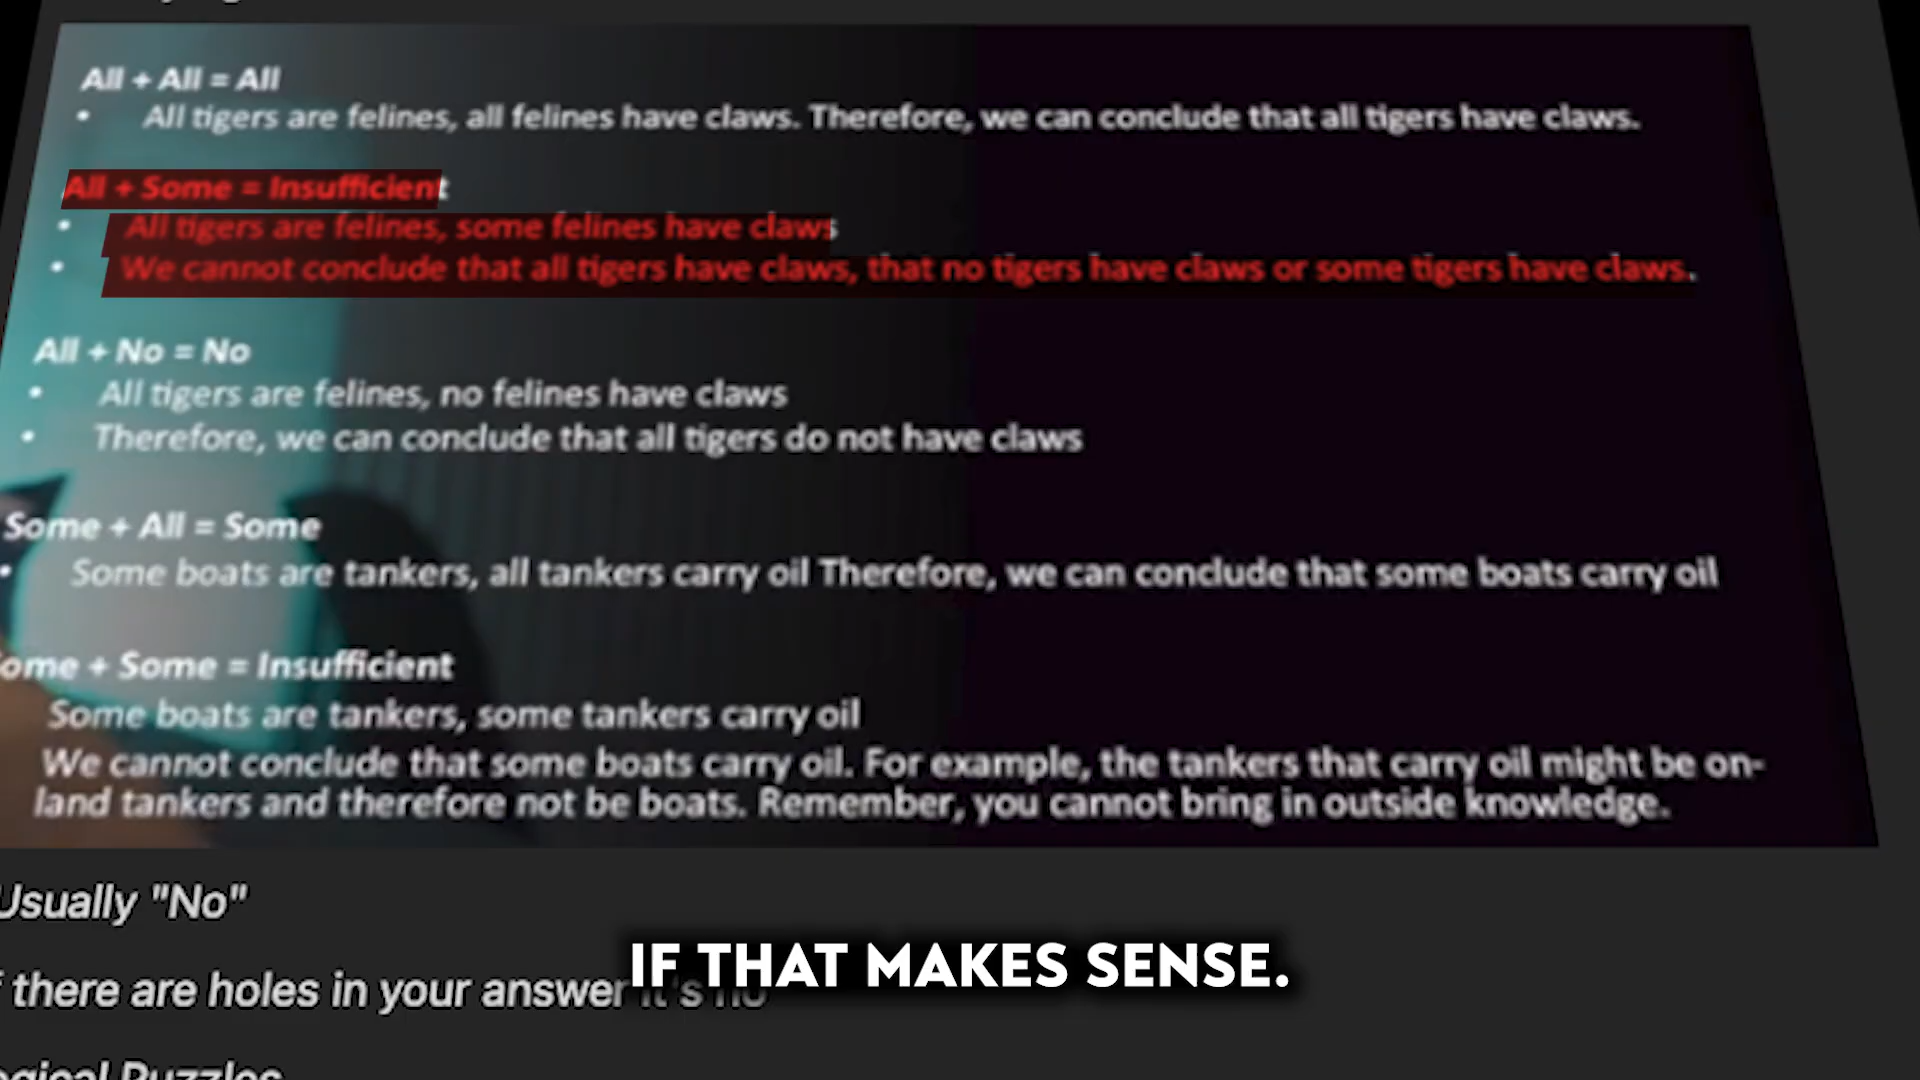 All + All = All
• All tigers are felines, all felines have claws. Therefore, we can conclude that all tigers have claws.
All + Some = Insufficient
• All tigers are felines, some felines have claws
• We cannot conclude that all tigers have claws, that no tigers have claws or some tigers have claws.
All + No = No
• All tigers are felines, no felines have claws
• Therefore, we can conclude that all tigers do not have claws
Some + All = Some
• Some boats are tankers, all tankers carry oil Therefore, we can conclude that some boats carry oil
ome + Some = Insufficient
Some boats are tankers, some tankers carry oil
We cannot conclude that some boats carry oil. For example, the tankers that carry oil might be on-
land tankers and therefore not be boats. Remember, you cannot bring in outside knowledge.
Usually "No"
there are holes in your answer it's no
IF THAT MAKES SENSE.
ogical Puzzles